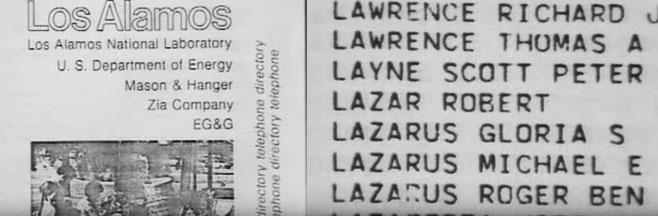 Los Alamos
Los Alamos National Laboratory
U. S. Department of Energy
Mason & Hanger
Zia Company
EG&G
directory telephone directory
phone directory telephone
LAWRENCE RICHARD J
LAWRENCE THOMAS A
LAYNE SCOTT PETER
LAZAR ROBERT
LAZARUS GLORIA S
LAZARUS MICHAEL E
LAZARUS ROGER BEN